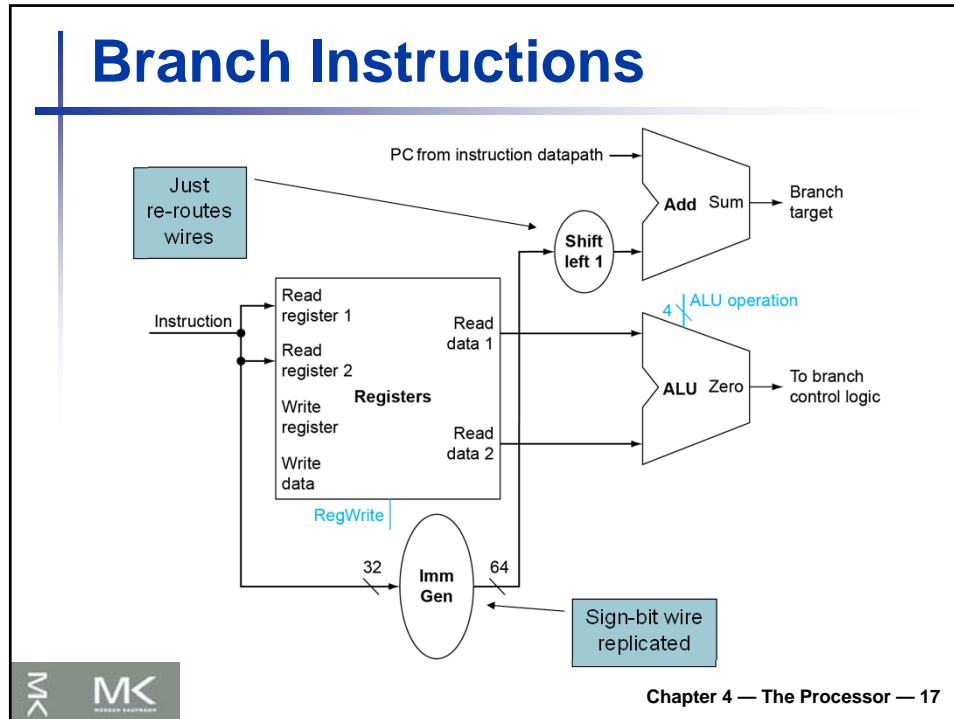 Branch Instructions
PC from instruction datapath
Just
re-routes
wires
Add Sum
Branch
target
Shift
left 1
Instruction
Read
register 1
Read
register 2
Write
register
Write
data
Registers
Read
data 1
Read
data 2
RegWrite
4
ALU operation
ALU Zero
To branch
control logic
32
Imm
Gen
64
Sign-bit wire
replicated
MK
MK
MORGAN KAUFMANN
Chapter 4 — The Processor — 17